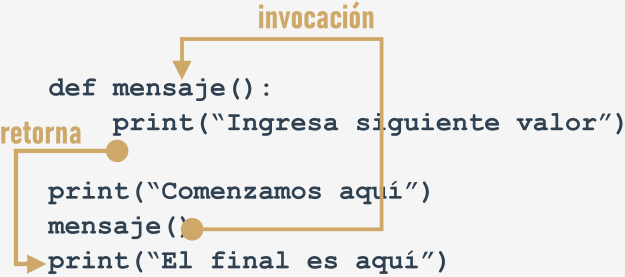 invocación
def mensaje():
print(“Ingresa siguiente valor”)
retorna
print(“Comenzamos aquí”)
mensaje()
print(“El final es aquí”)